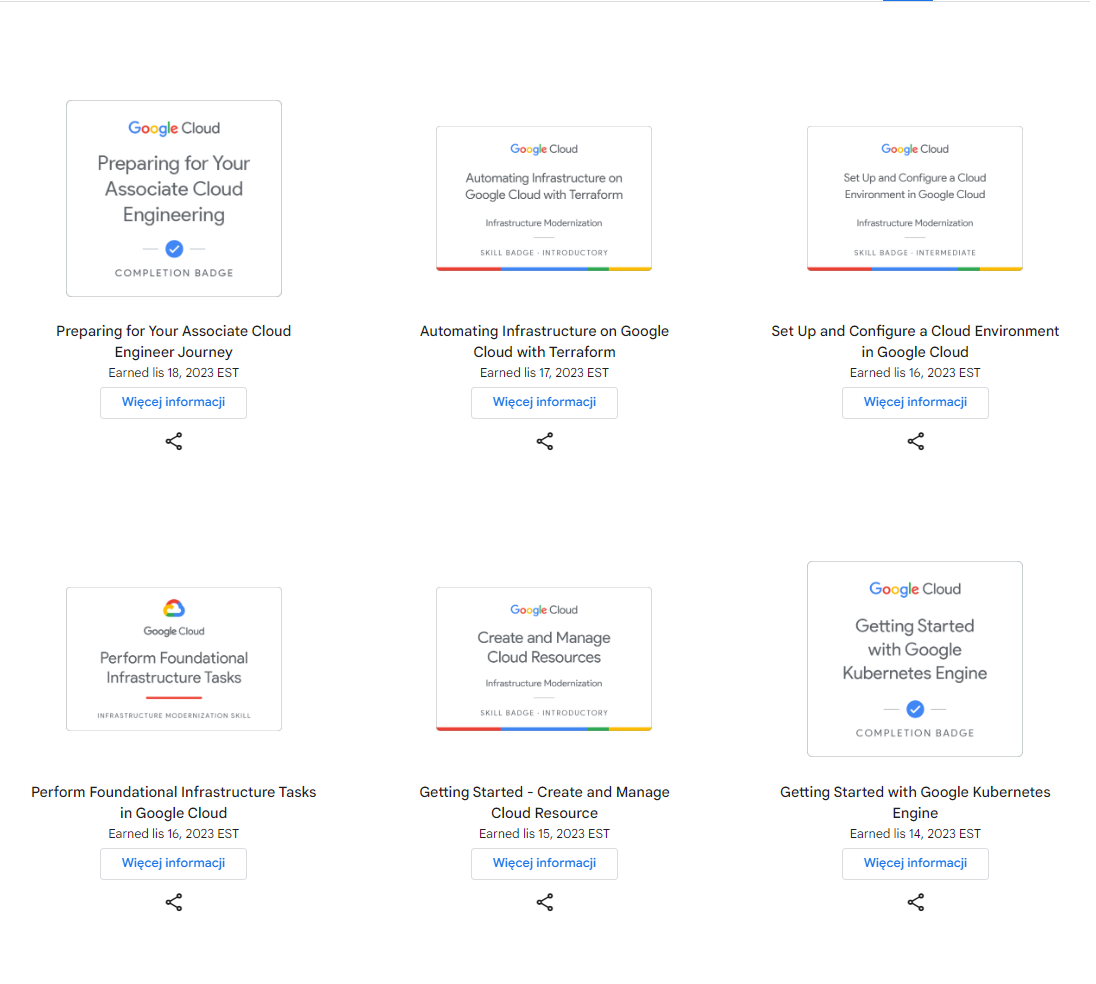 Google Cloud
Preparing for Your
Associate Cloud
Engineering
COMPLETION BADGE
Preparing for Your Associate Cloud
Engineer Journey
Earned lis 18, 2023 EST
Więcej informacji
Google Cloud
Automating Infrastructure on
Google Cloud with Terraform
Infrastructure Modernization
SKILL BADGE · INTRODUCTORY
Automating Infrastructure on Google
Cloud with Terraform
Earned lis 17, 2023 EST
Więcej informacji
Google Cloud
Set Up and Configure a Cloud
Environment in Google Cloud
Infrastructure Modernization
SKILL BADGE · INTERMEDIATE
Set Up and Configure a Cloud Environment
in Google Cloud
Earned lis 16, 2023 EST
Więcej informacji
Google Cloud
Perform Foundational
Infrastructure Tasks
INFRASTRUCTURE MODERNIZATION SKILL
Perform Foundational Infrastructure Tasks
in Google Cloud
Earned lis 16, 2023 EST
Więcej informacji
Google Cloud
Create and Manage
Cloud Resources
Infrastructure Modernization
SKILL BADGE · INTRODUCTORY
Getting Started - Create and Manage
Cloud Resource
Earned lis 15, 2023 EST
Więcej informacji
Google Cloud
Getting Started
with Google
Kubernetes Engine
COMPLETION BADGE
Getting Started with Google Kubernetes
Engine
Earned lis 14, 2023 EST
Więcej informacji